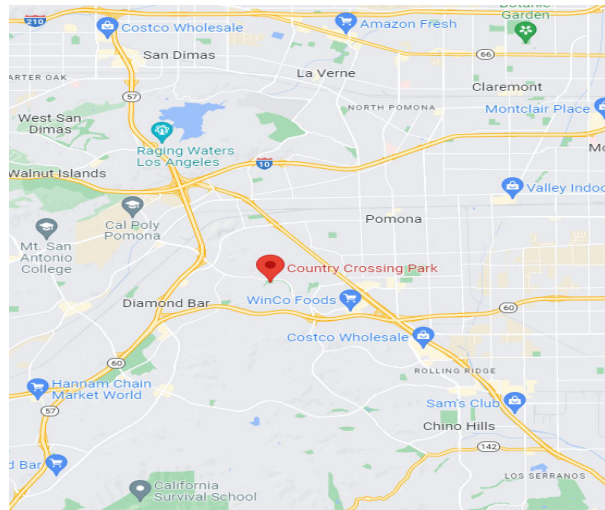 Botanic
Garden
210
Costco Wholesale
Amazon Fresh
San Dimas
66
La Verne
ARTER OAK
Claremont
57
NORTH POMONA
Montclair Place
West San
Dimas
Raging Waters
Los Angeles
Mo
10
Walnut Islands
Valley Indoo
Cal Poly
Pomona
Pomona
Mt. San
Antonio
College
Country Crossing Park
Diamond Bar
WinCo Foods
60
Costco Wholesale
60
ROLLING RIDGE
Hannam Chain
Market World
57
Sam's Club
Chino Hills
142
d Bar
LOS SERRANOS
California
Survival School